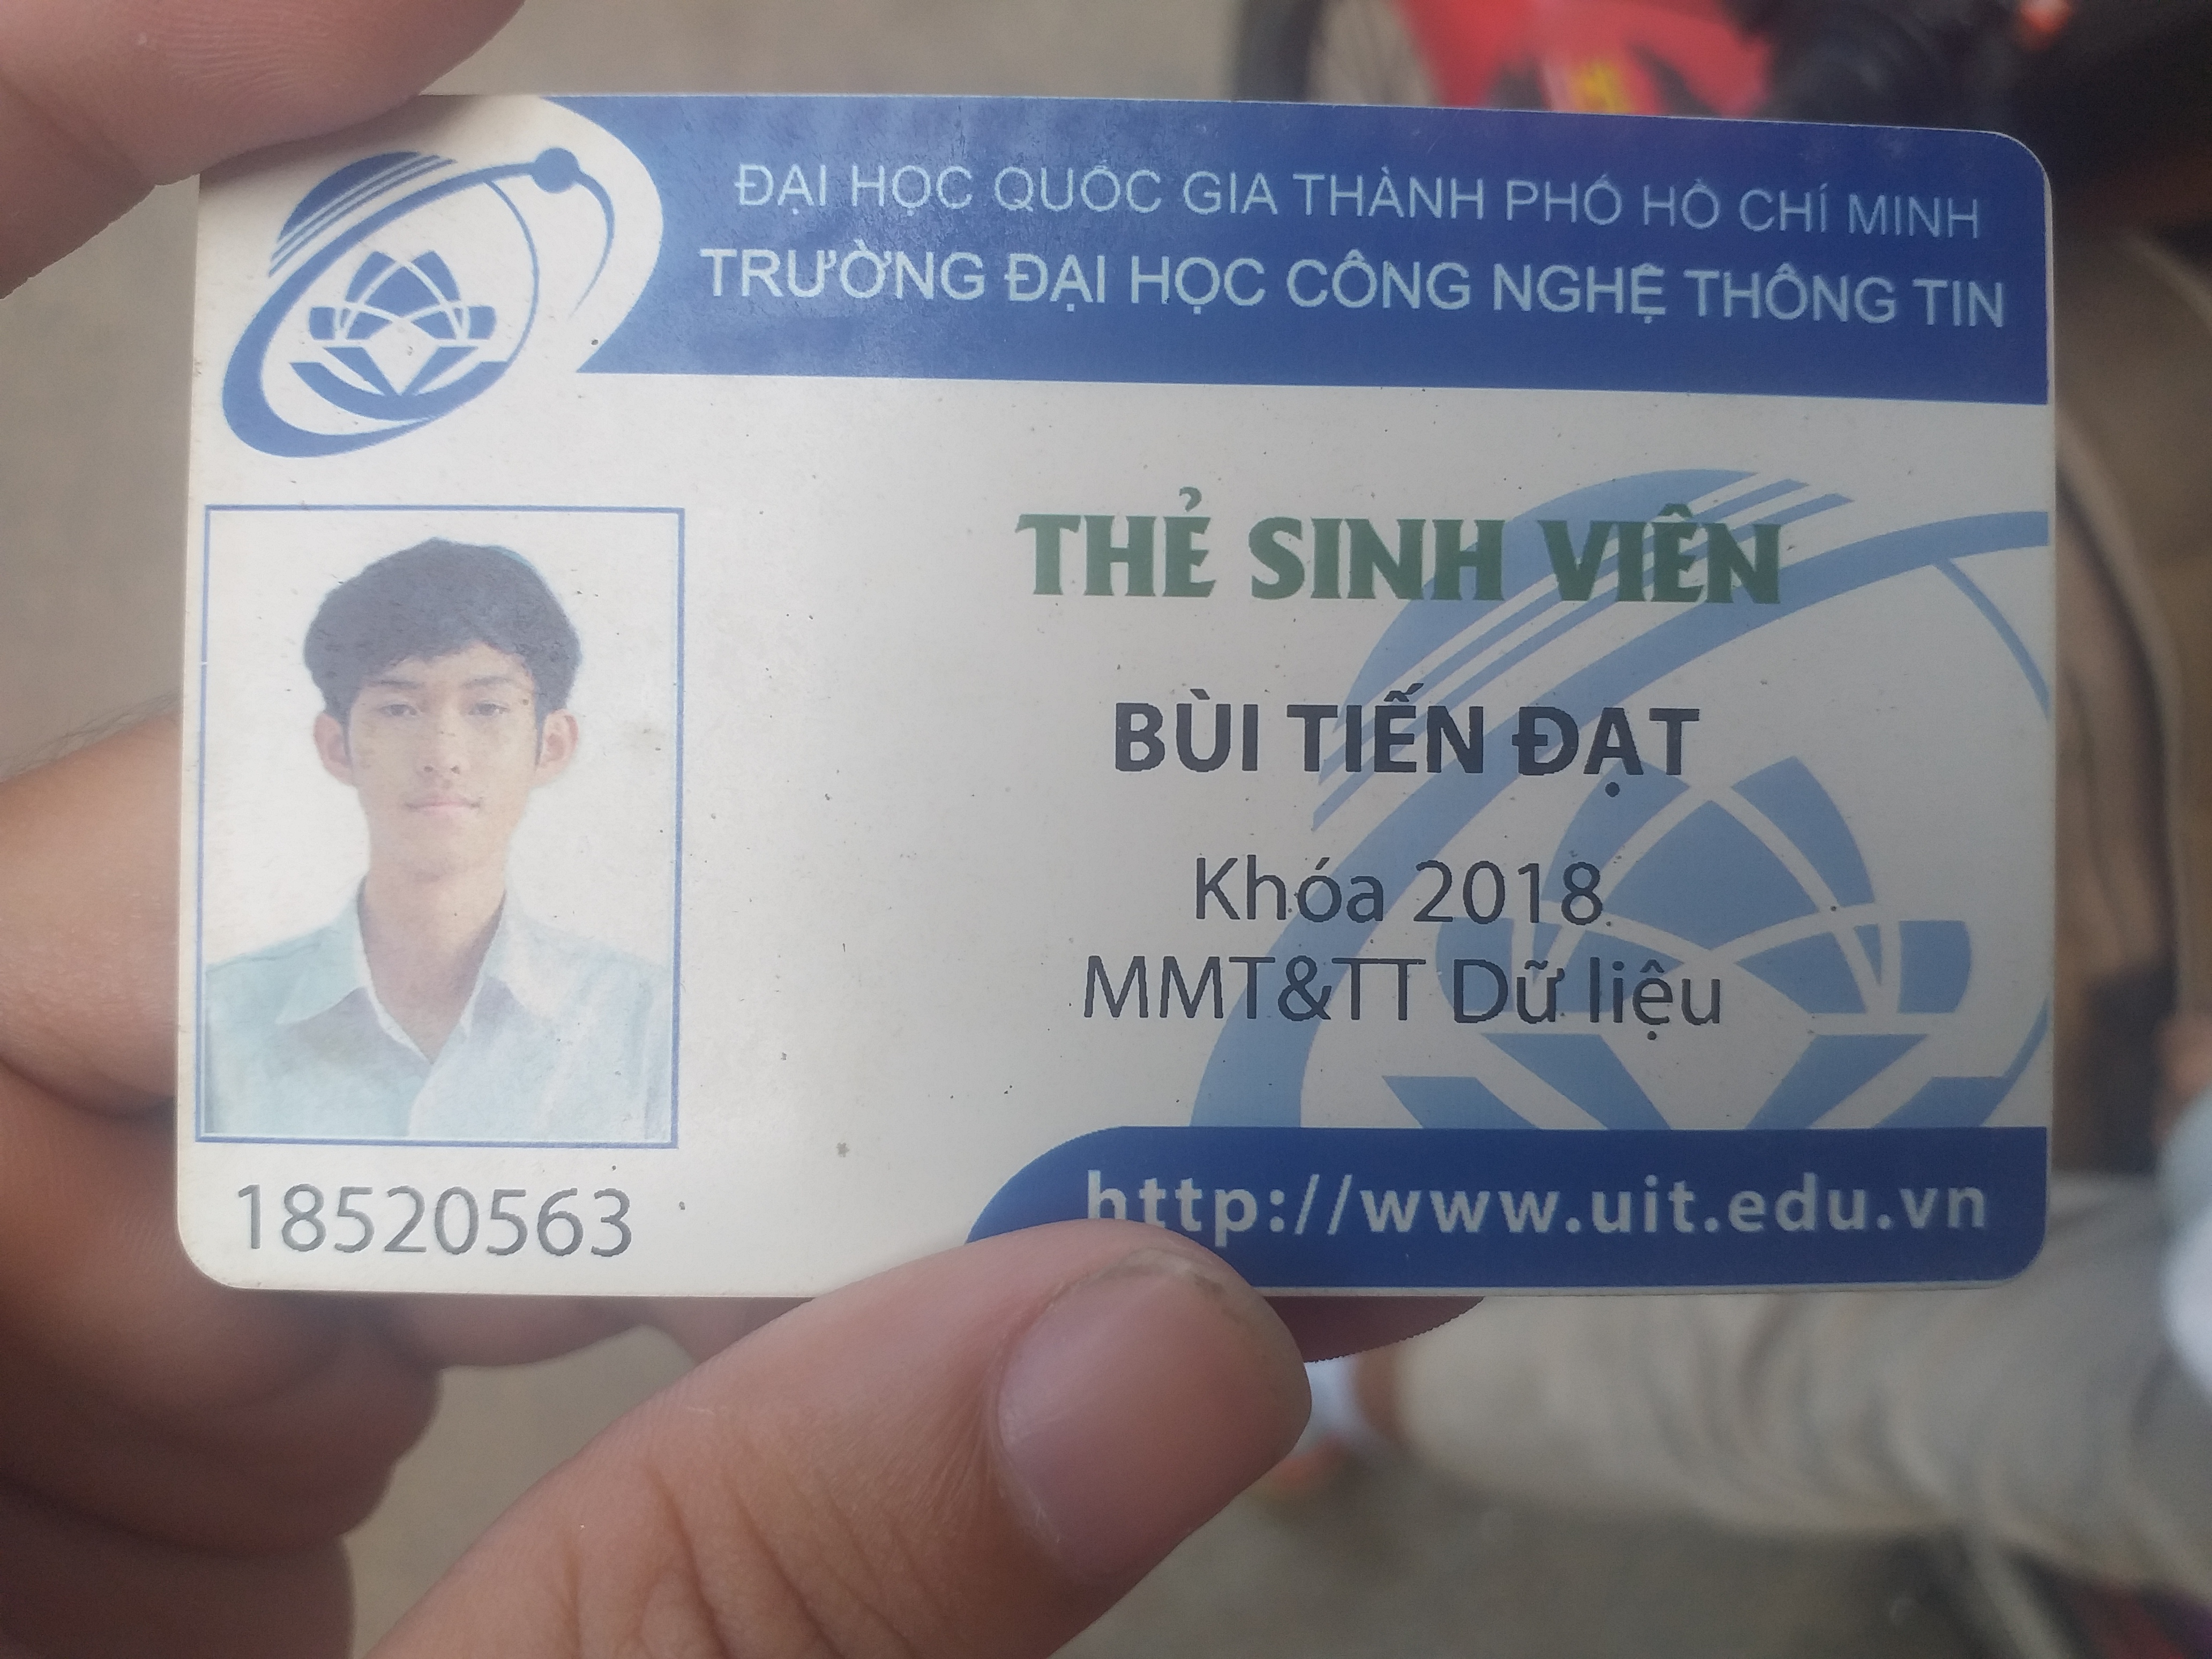 ĐẠI HỌC QUỐC GIA THÀNH PHỐ HỒ CHÍ MINH
TRƯỜNG ĐẠI HỌC CÔNG NGHỆ THÔNG TIN
THẺ SINH VIÊN
BÙI TIẾN ĐẠT
Khóa 2018
MMT&TT Dữ liệu
18520563
http://www.uit.edu.vn